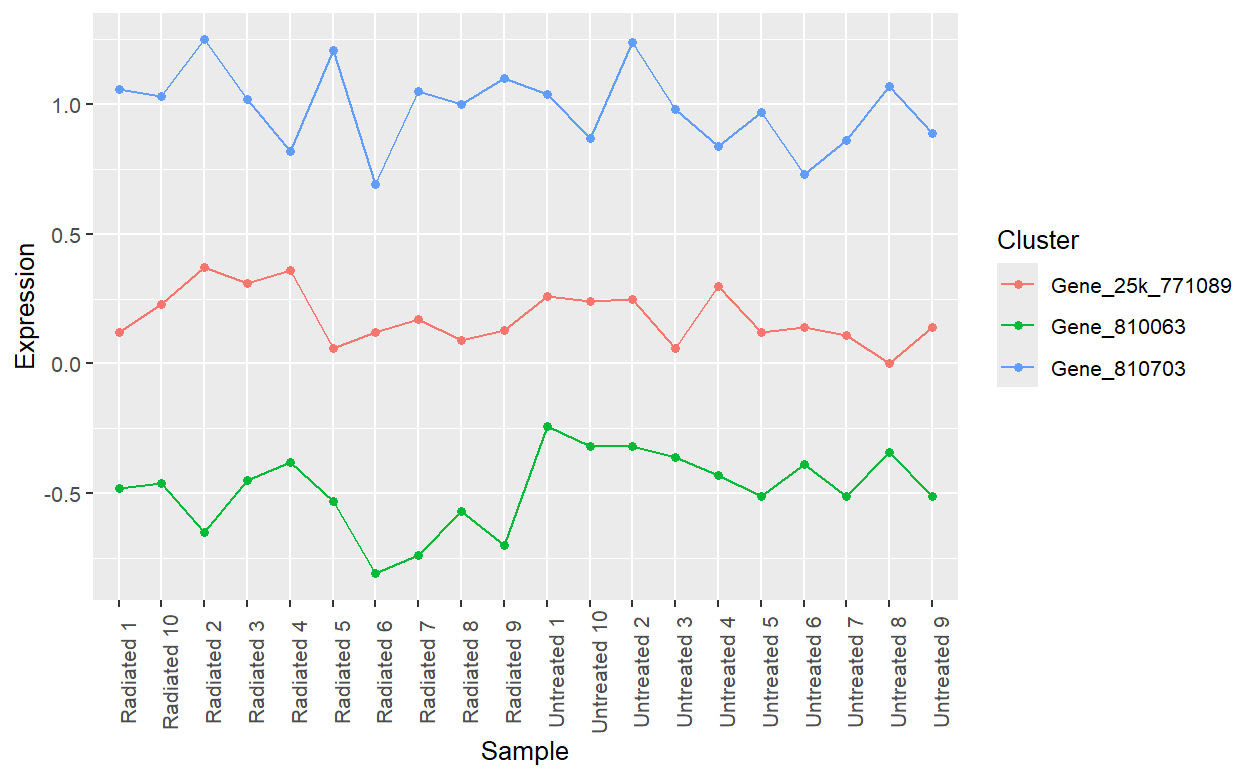 Expression
1.0
0.5
0.0
-0.5
Radiated 1
Radiated 10
Radiated 2
Radiated 3
Radiated 4
Radiated 5
Radiated 6
Radiated 7
Radiated 8
Radiated 9
Untreated 1
Untreated 10
Untreated 2
Untreated 3
Untreated 4
Untreated 5
Untreated 6
Untreated 7
Untreated 8
Untreated 9
Sample
Cluster
Gene_25k_771089
Gene_810063
Gene_810703